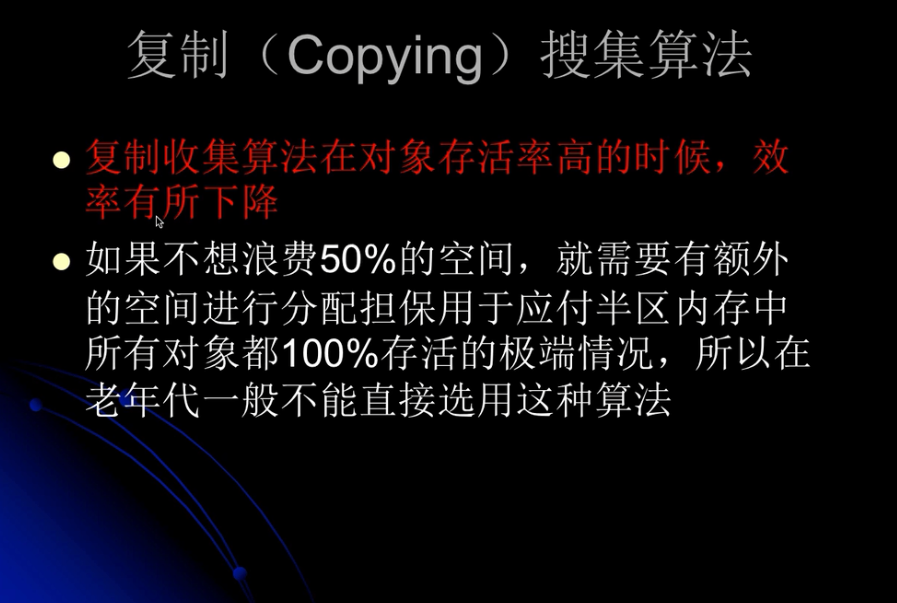 复制（Copying）搜集算法
复制收集算法在对象存活率高的时候，效
率有所下降
如果不想浪费50%的空间，就需要有额外
的空间进行分配担保用于应付半区内存中
所有对象都100%存活的极端情况，所以在
老年代一般不能直接选用这种算法